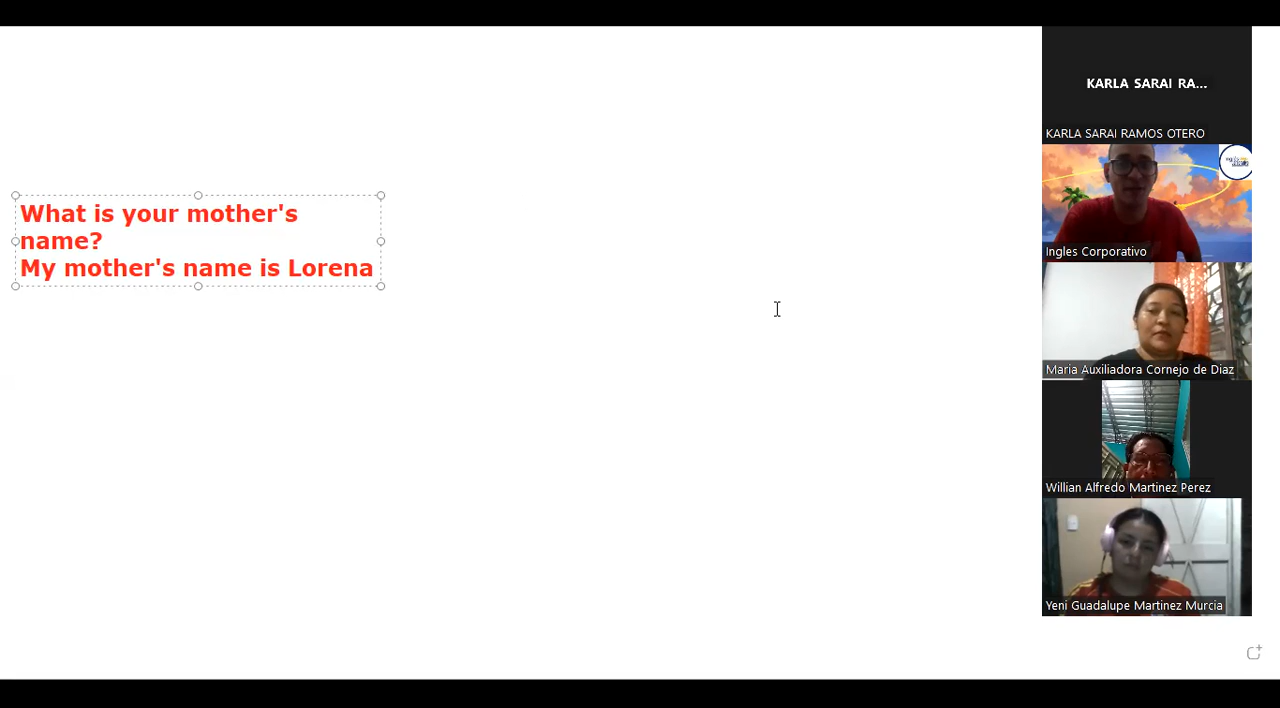 What is your mother's
name?
My mother's name is Lorena
KARLA SARAI RA...
KARLA SARAI RAMOS OTERO
Ingles Corporativo
Maria Auxiliadora Cornejo de Diaz
Willian Alfredo Martinez Perez
Yeni Guadalupe Martinez Murcia